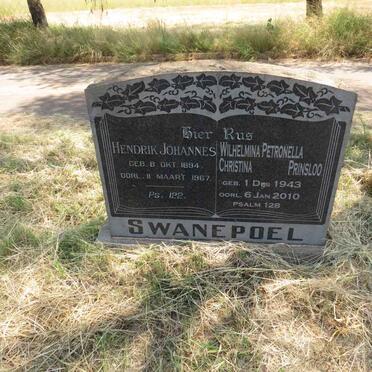 Hier Rus
HENDRIK JOHANNES
GEB. 8 OKT. 1894.
OORL. 11 MAART 1967.
PS. 122.
WILHELMINA PETRONELLA
CHRISTINA PRINSLOO
GEB. 1 DES 1943
OORL. 6 JAN 2010
PSALM 128
SWANEPOEL